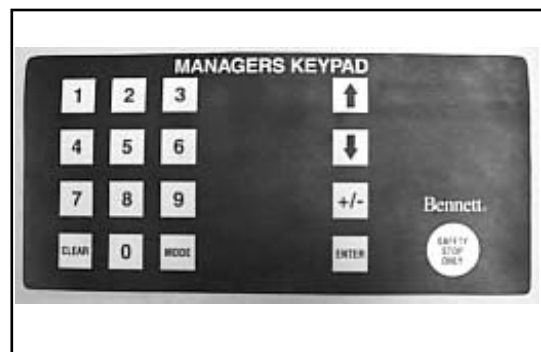 MANAGERS KEYPAD
1 2 3
4 5 6
7 8 9 +/-
Bennett
CLEAR 0 MODE ENTER
SAFETY
STOP
ONLY